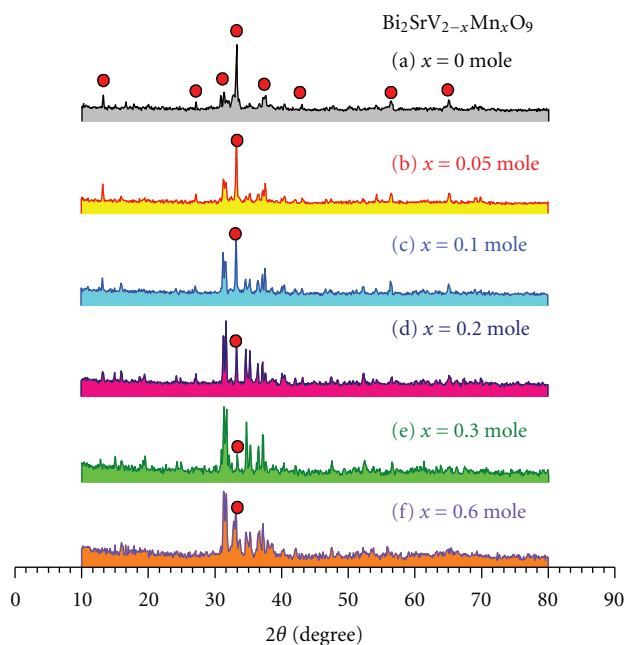 Bi₂SrV₂₋ₓMnₓO₉
(a) x = 0 mole
(b) x = 0.05 mole
(c) x = 0.1 mole
(d) x = 0.2 mole
(e) x = 0.3 mole
(f) x = 0.6 mole
0 10 20 30 40 50 60 70 80 90
2θ (degree)